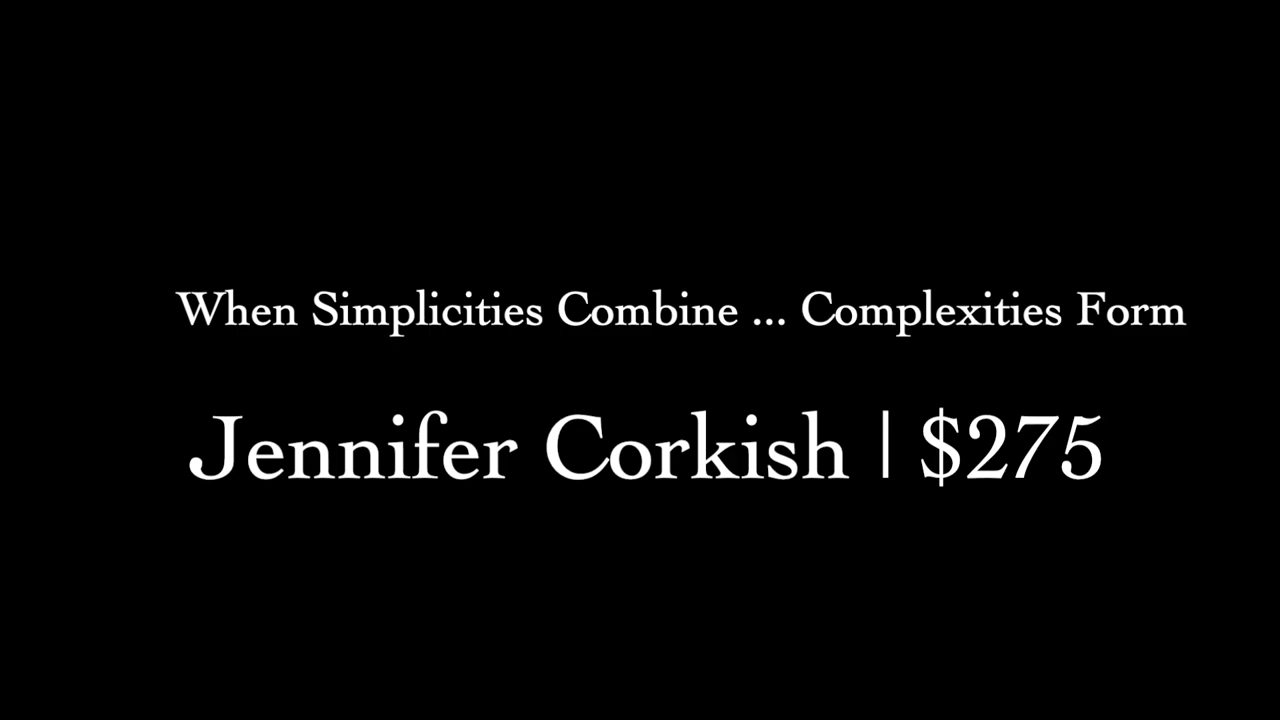 When Simplicities Combine ... Complexities Form
Jennifer Corkish | $275